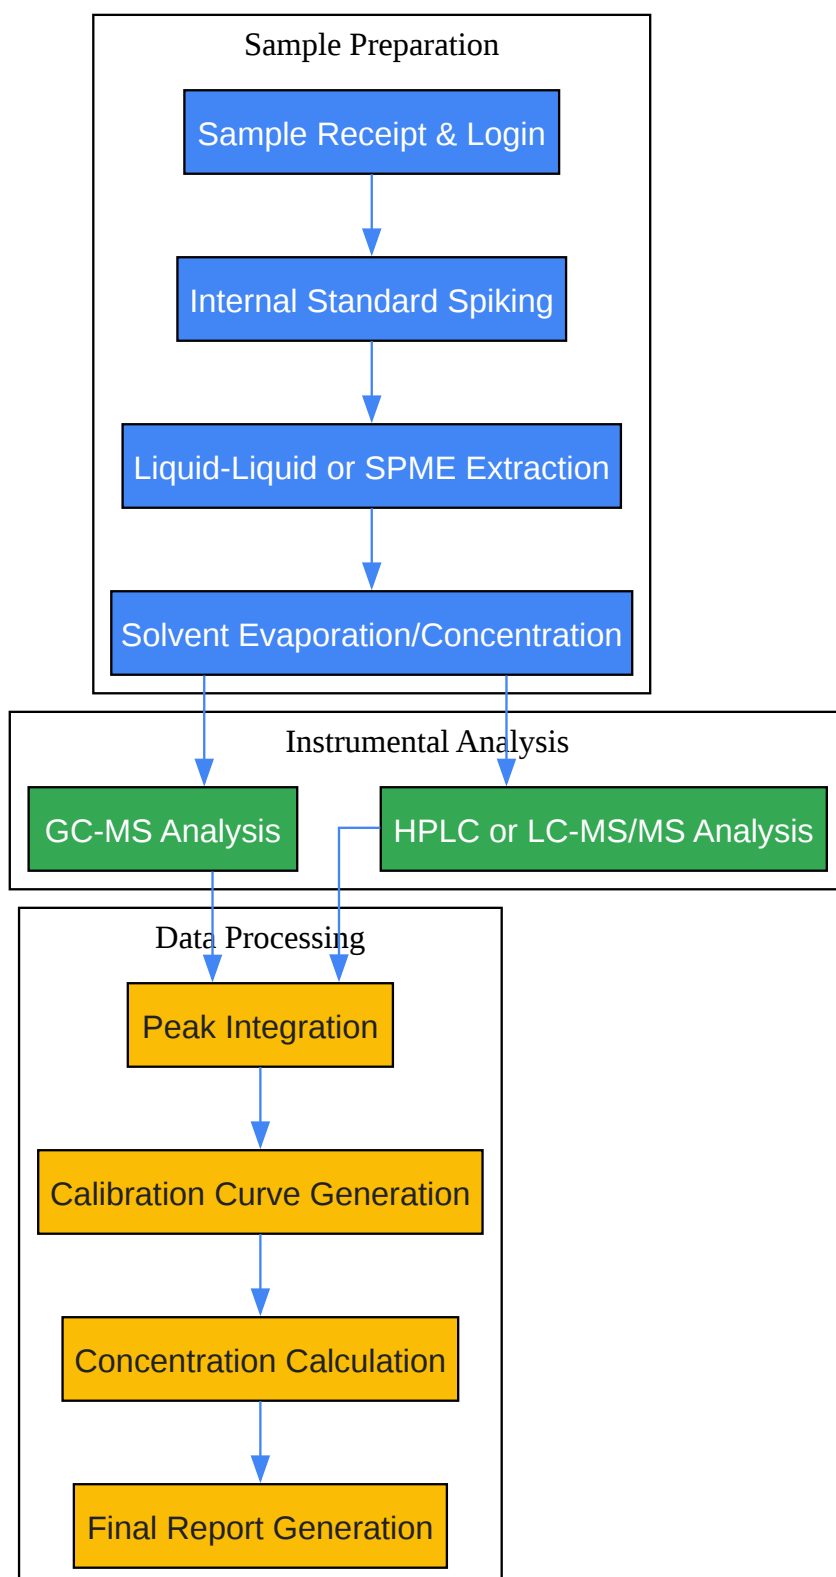 Sample Preparation
Sample Receipt & Login
Internal Standard Spiking
Liquid-Liquid or SPME Extraction
Solvent Evaporation/Concentration
Instrumental Analysis
GC-MS Analysis
HPLC or LC-MS/MS Analysis
Data Processing
Peak Integration
Calibration Curve Generation
Concentration Calculation
Final Report Generation